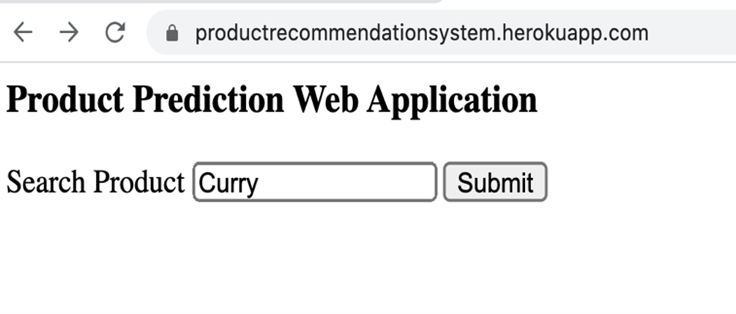 productrecommendationsystem.herokuapp.com
Product Prediction Web Application
Search Product Curry Submit